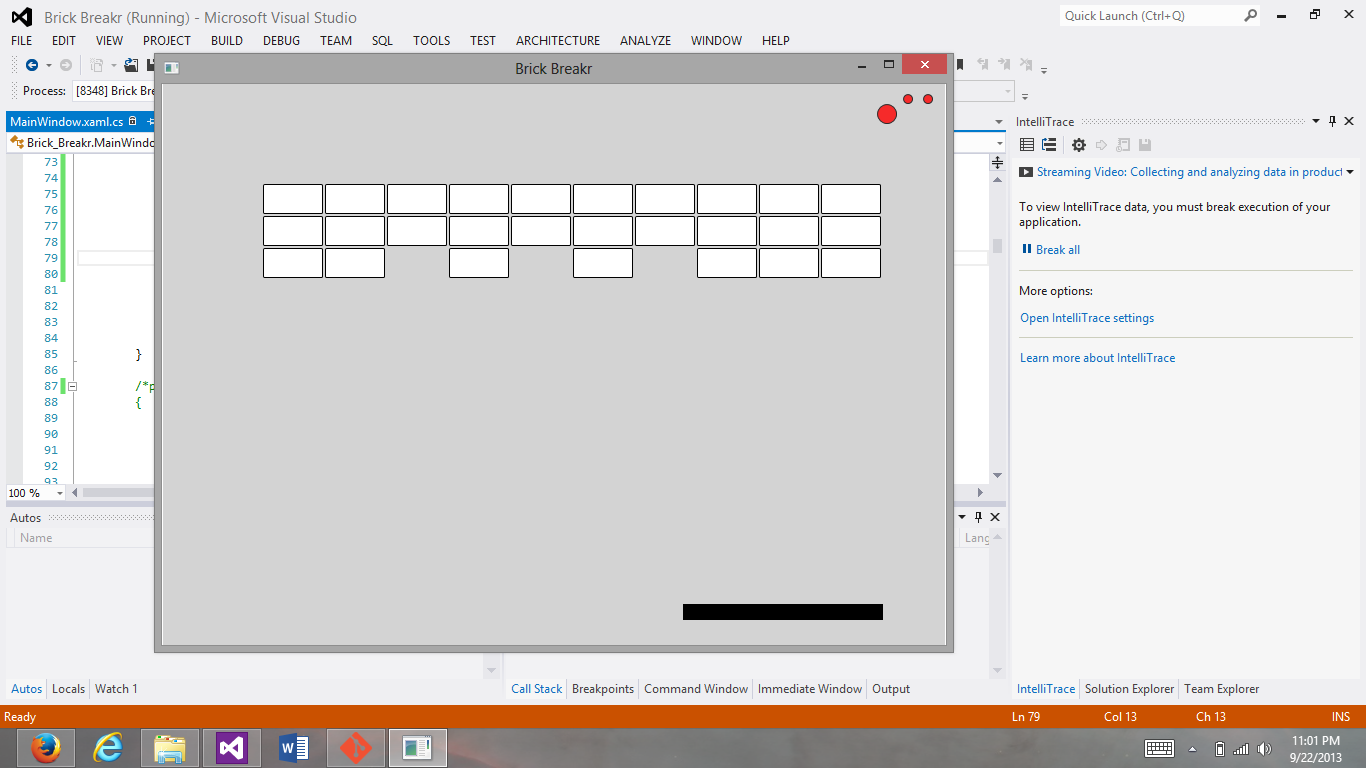 Brick Breakr (Running) - Microsoft Visual Studio
Quick Launch (Ctrl+Q)
FILE EDIT VIEW PROJECT BUILD DEBUG TEAM SQL TOOLS TEST ARCHITECTURE ANALYZE WINDOW HELP
Brick Breakr
Process: [8348] Brick Bre
MainWindow.xaml.cs
Brick_Breakr.MainWindo
73
74
75
76
77
78
79
80
81
82
83
84
85 }
86
87 /*p
88 {
89
90
91
92
93
100 %
IntelliTrace
Streaming Video: Collecting and analyzing data in product
To view IntelliTrace data, you must break execution of your
application.
Break all
More options:
Open IntelliTrace settings
Learn more about IntelliTrace
Autos
Name
Lang
Autos Locals Watch 1
Call Stack Breakpoints Command Window Immediate Window Output
IntelliTrace Solution Explorer Team Explorer
Ready Ln 79 Col 13 Ch 13 INS
11:01 PM
9/22/2013